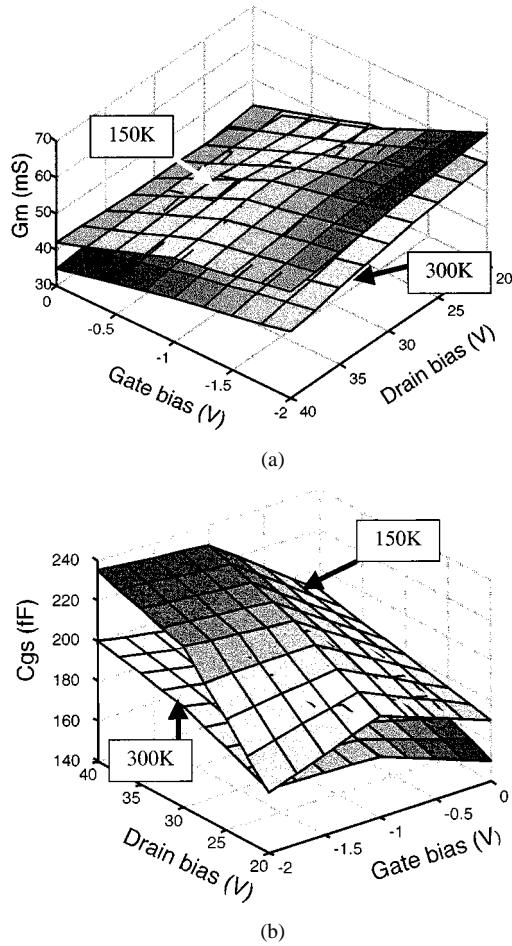 70
60
50
40
30
Gm (mS)
150K
300K
0
-0.5
-1
-1.5
-2
Gate bias (V)
40
35
30
25
20
Drain bias (V)
(a)
240
220
200
180
160
140
Cgs (fF)
150K
300K
40
35
30
25
20
Drain bias (V)
-2
-1.5
-1
-0.5
0
Gate bias (V)
(b)